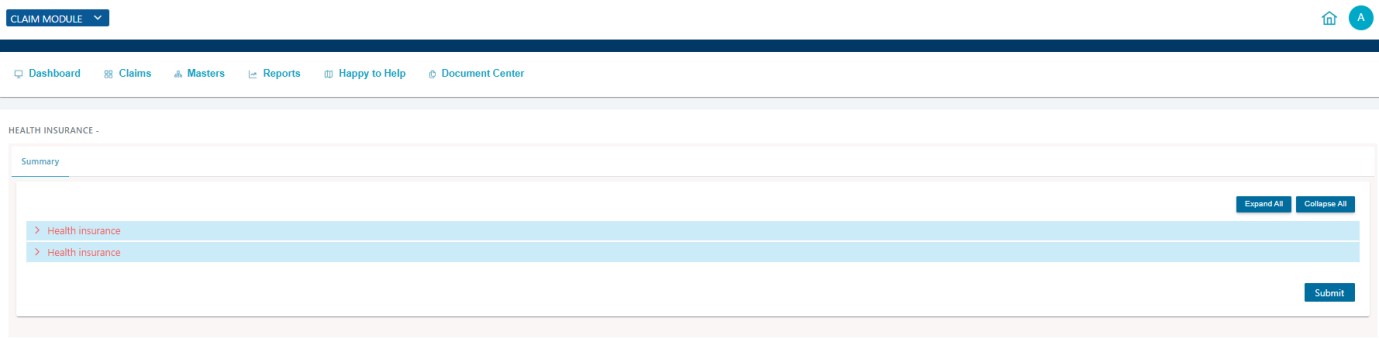 CLAIM MODULE
A
Dashboard Claims Masters Reports Happy to Help Document Center
HEALTH INSURANCE -
Summary
Expand All Collapse All
Health insurance
Health insurance
Submit